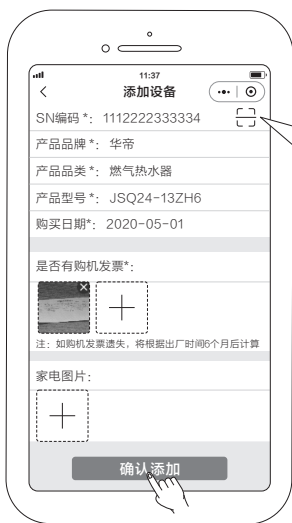 11:37
添加设备
SN编码*：1112222333334
产品品牌*：华帝
产品品类*：燃气热水器
产品型号*：JSQ24-13ZH6
购买日期*：2020-05-01
是否有购机发票*：
注：如购机发票遗失，将根据出厂时间6个月后计算
家电图片：
确认添加